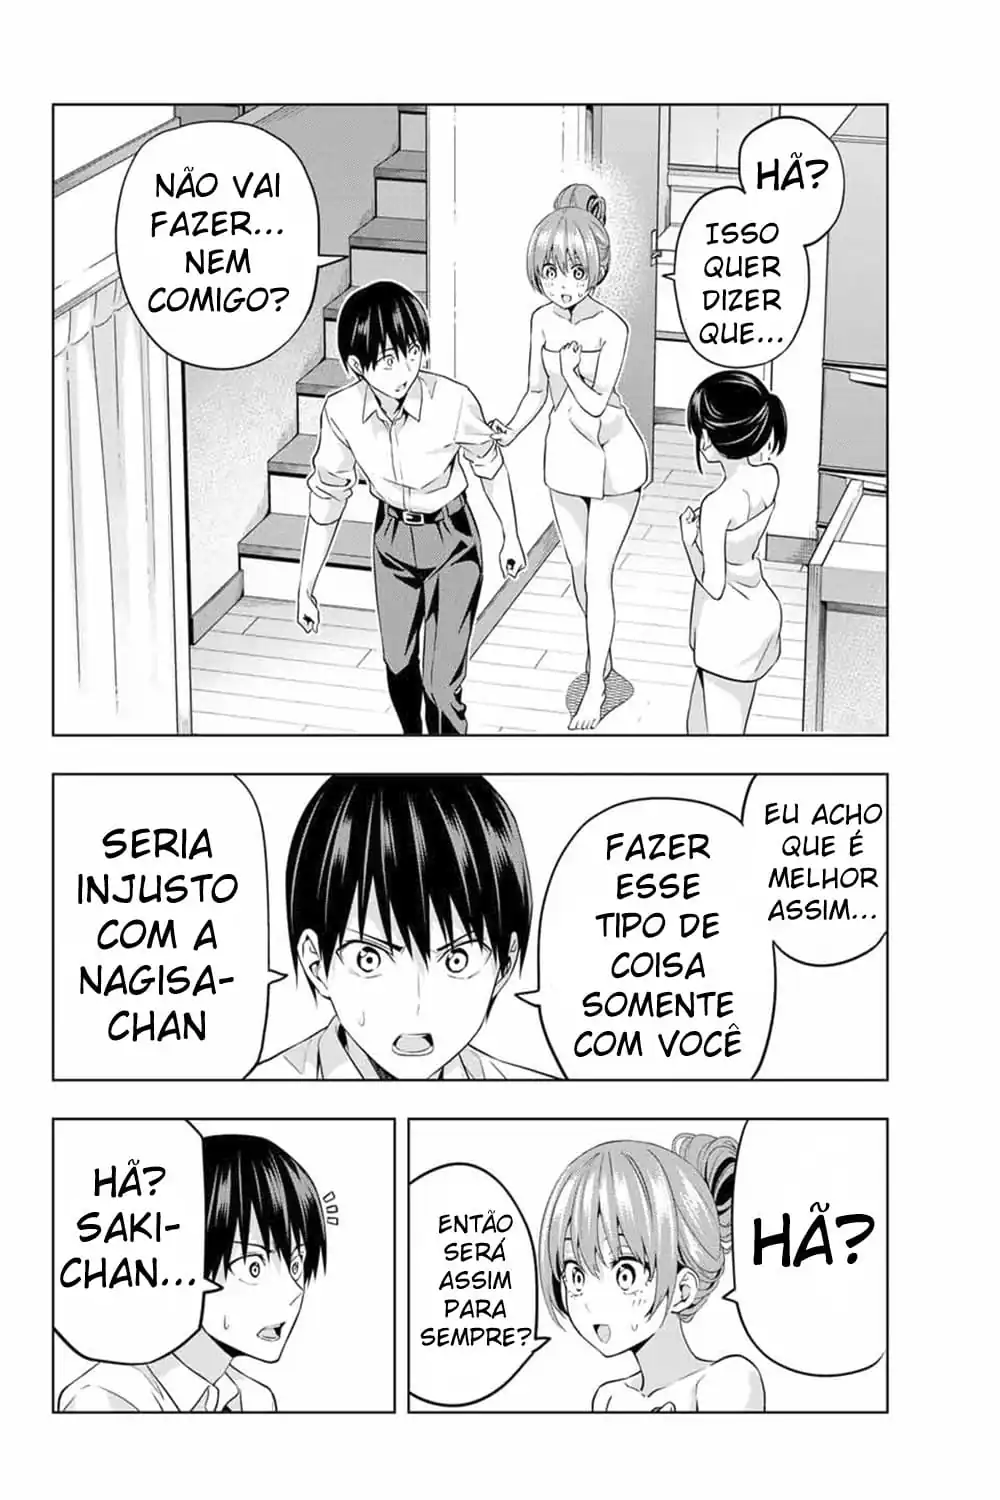 HÃ?
ISSO
QUER
DIZER
QUE...
NÃO VAI
FAZER...
NEM
COMIGO?
EU ACHO
QUE É
MELHOR
ASSIM...
FAZER
ESSE
TIPO DE
COISA
SOMENTE
COM VOCÊ
SERIA
INJUSTO
COM A
NAGISA-
CHAN
HÃ?
ENTÃO
SERÁ
ASSIM
PARA
SEMPRE?
HÃ?
SAKI-
CHAN...